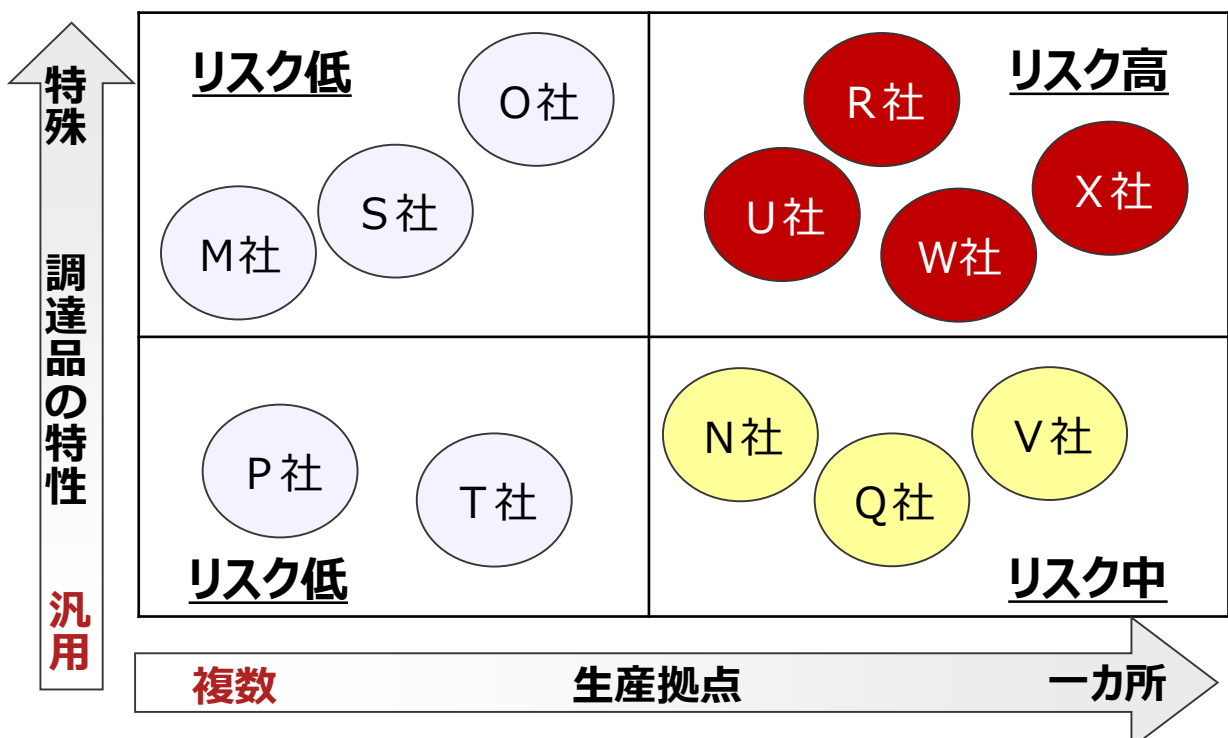 リスク低
リスク高
O社
R社
S社
X社
U社
M社
W社
N社
V社
P社
Q社
T社
リスク低
リスク中
特殊
調達品の特性
汎用
複数
生産拠点
一カ所